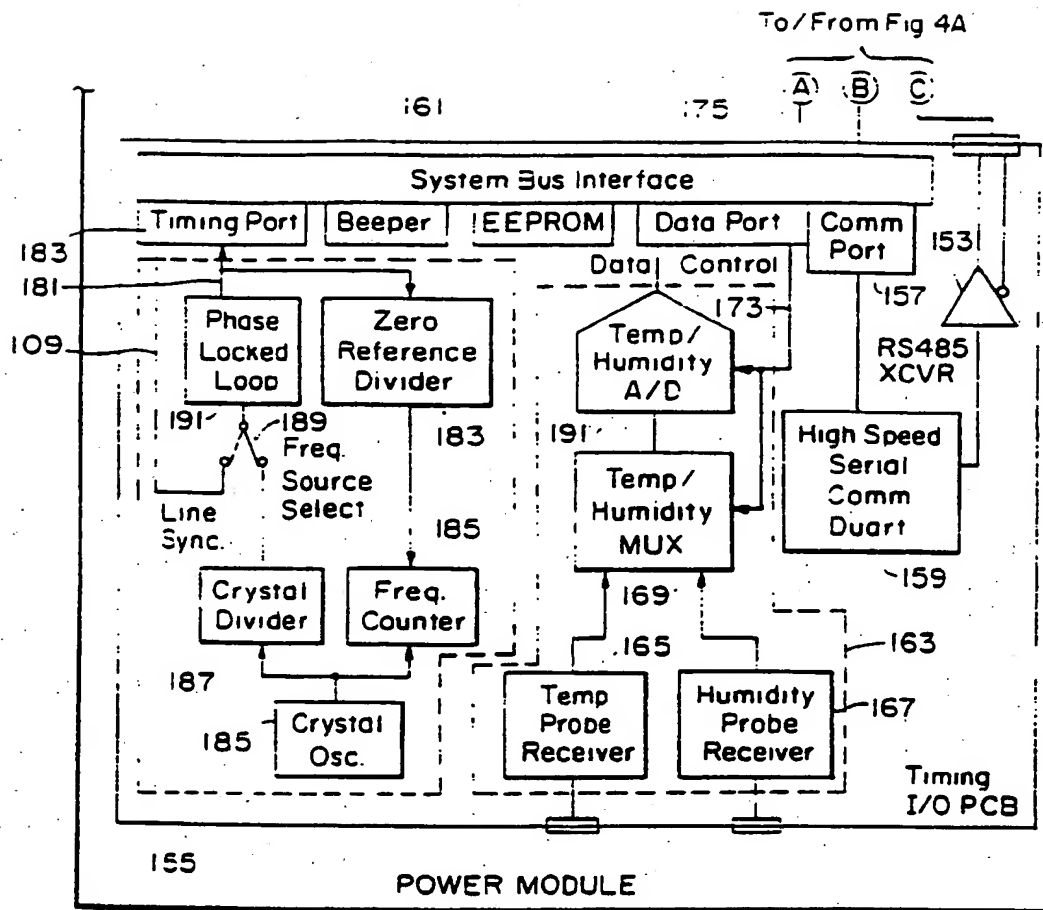 To/From Fig 4A
A B C
161
175
System Bus Interface
Timing Port
Beeper
EEPROM
Data Port
Comm
Port
183
181
109
153
157
Data
Control
173
Phase
Locked
Loop
Zero
Reference
Divider
Temp/
Humidity
A/D
RS485
XCVR
191
189
183
191
Freq.
Source
Select
Line
Sync.
High Speed
Serial
Comm
Duart
Temp/
Humidity
MUX
185
159
Crystal
Divider
Freq.
Counter
169
165
163
187
185
Crystal
Osc.
Temp
Probe
Receiver
Humidity
Probe
Receiver
167
Timing
I/O PCB
155
POWER MODULE